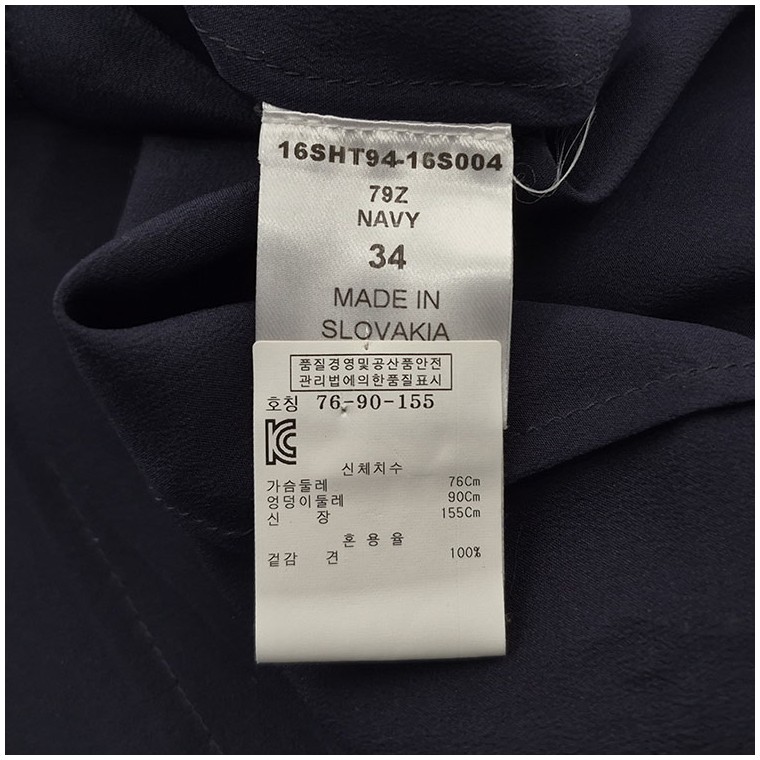 16SHT94-16S004
79Z
NAVY
34
MADE IN
SLOVAKIA
품질경영및공산품안전
관리법에의한품질표시
호칭 76-90-155
신체치수
가슴둘레 76Cm
엉덩이둘레 90Cm
신 장 155Cm
혼 용 율
겉감 견 100%